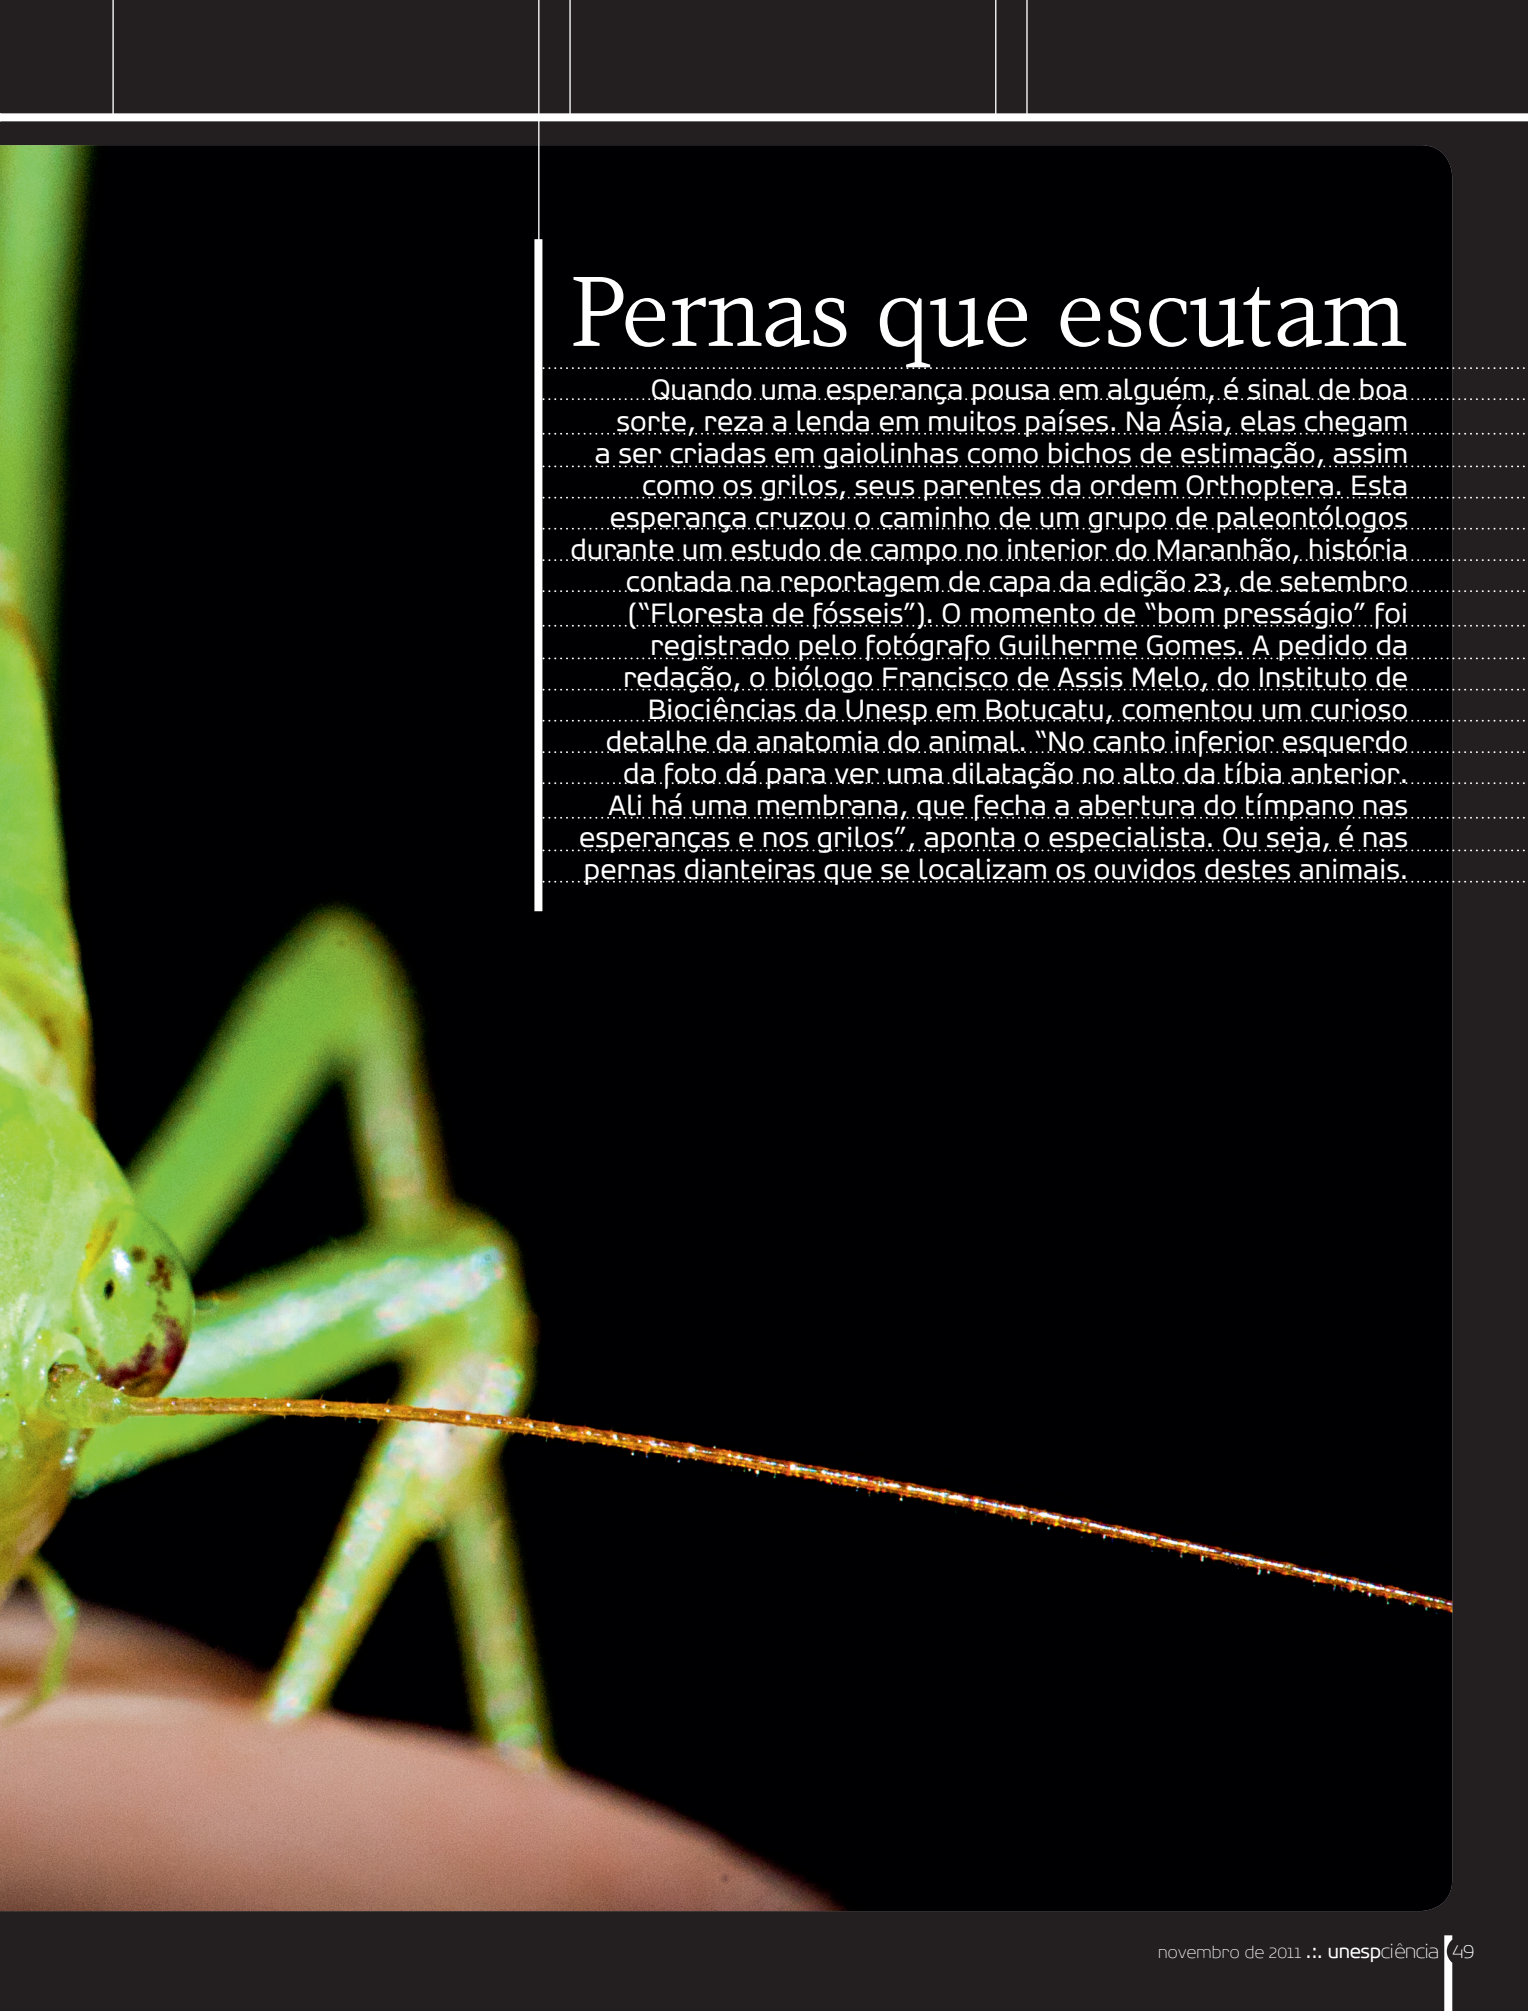 Pernas que escutam
Quando uma esperança pousa em alguém, é sinal de boa
sorte, reza a lenda em muitos países. Na Ásia, elas chegam
a ser criadas em gaiolinhas como bichos de estimação, assim
como os grilos, seus parentes da ordem Orthoptera. Esta
esperança cruzou o caminho de um grupo de paleontólogos
durante um estudo de campo no interior do Maranhão, história
contada na reportagem de capa da edição 23, de setembro
(“Floresta de fósseis”). O momento de “bom presságio” foi
registrado pelo fotógrafo Guilherme Gomes. A pedido da
redação, o biólogo Francisco de Assis Melo, do Instituto de
Biociências da Unesp em Botucatu, comentou um curioso
detalhe da anatomia do animal. “No canto inferior esquerdo
da foto dá para ver uma dilatação no alto da tíbia anterior.
Ali há uma membrana, que fecha a abertura do tímpano nas
esperanças e nos grilos”, aponta o especialista. Ou seja, é nas
pernas dianteiras que se localizam os ouvidos destes animais.
novembro de 2011 .:. unespciência 49